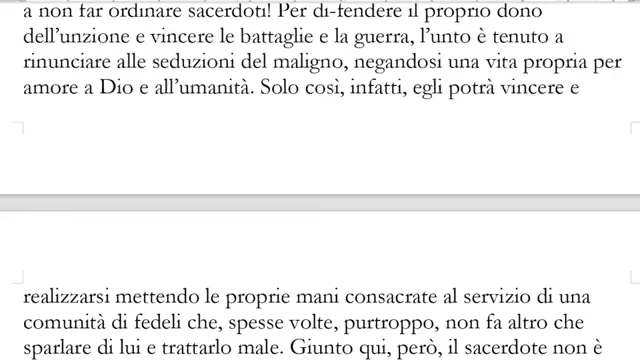 a non far ordinare sacerdoti! Per di-fendere il proprio dono
dell’unzione e vincere le battaglie e la guerra, l’unto è tenuto a
rinunciare alle seduzioni del maligno, negandosi una vita propria per
amore a Dio e all’umanità. Solo così, infatti, egli potrà vincere e
realizzarsi mettendo le proprie mani consacrate al servizio di una
comunità di fedeli che, spesse volte, purtroppo, non fa altro che
sparlare di lui e trattarlo male. Giunto qui, però, il sacerdote non è